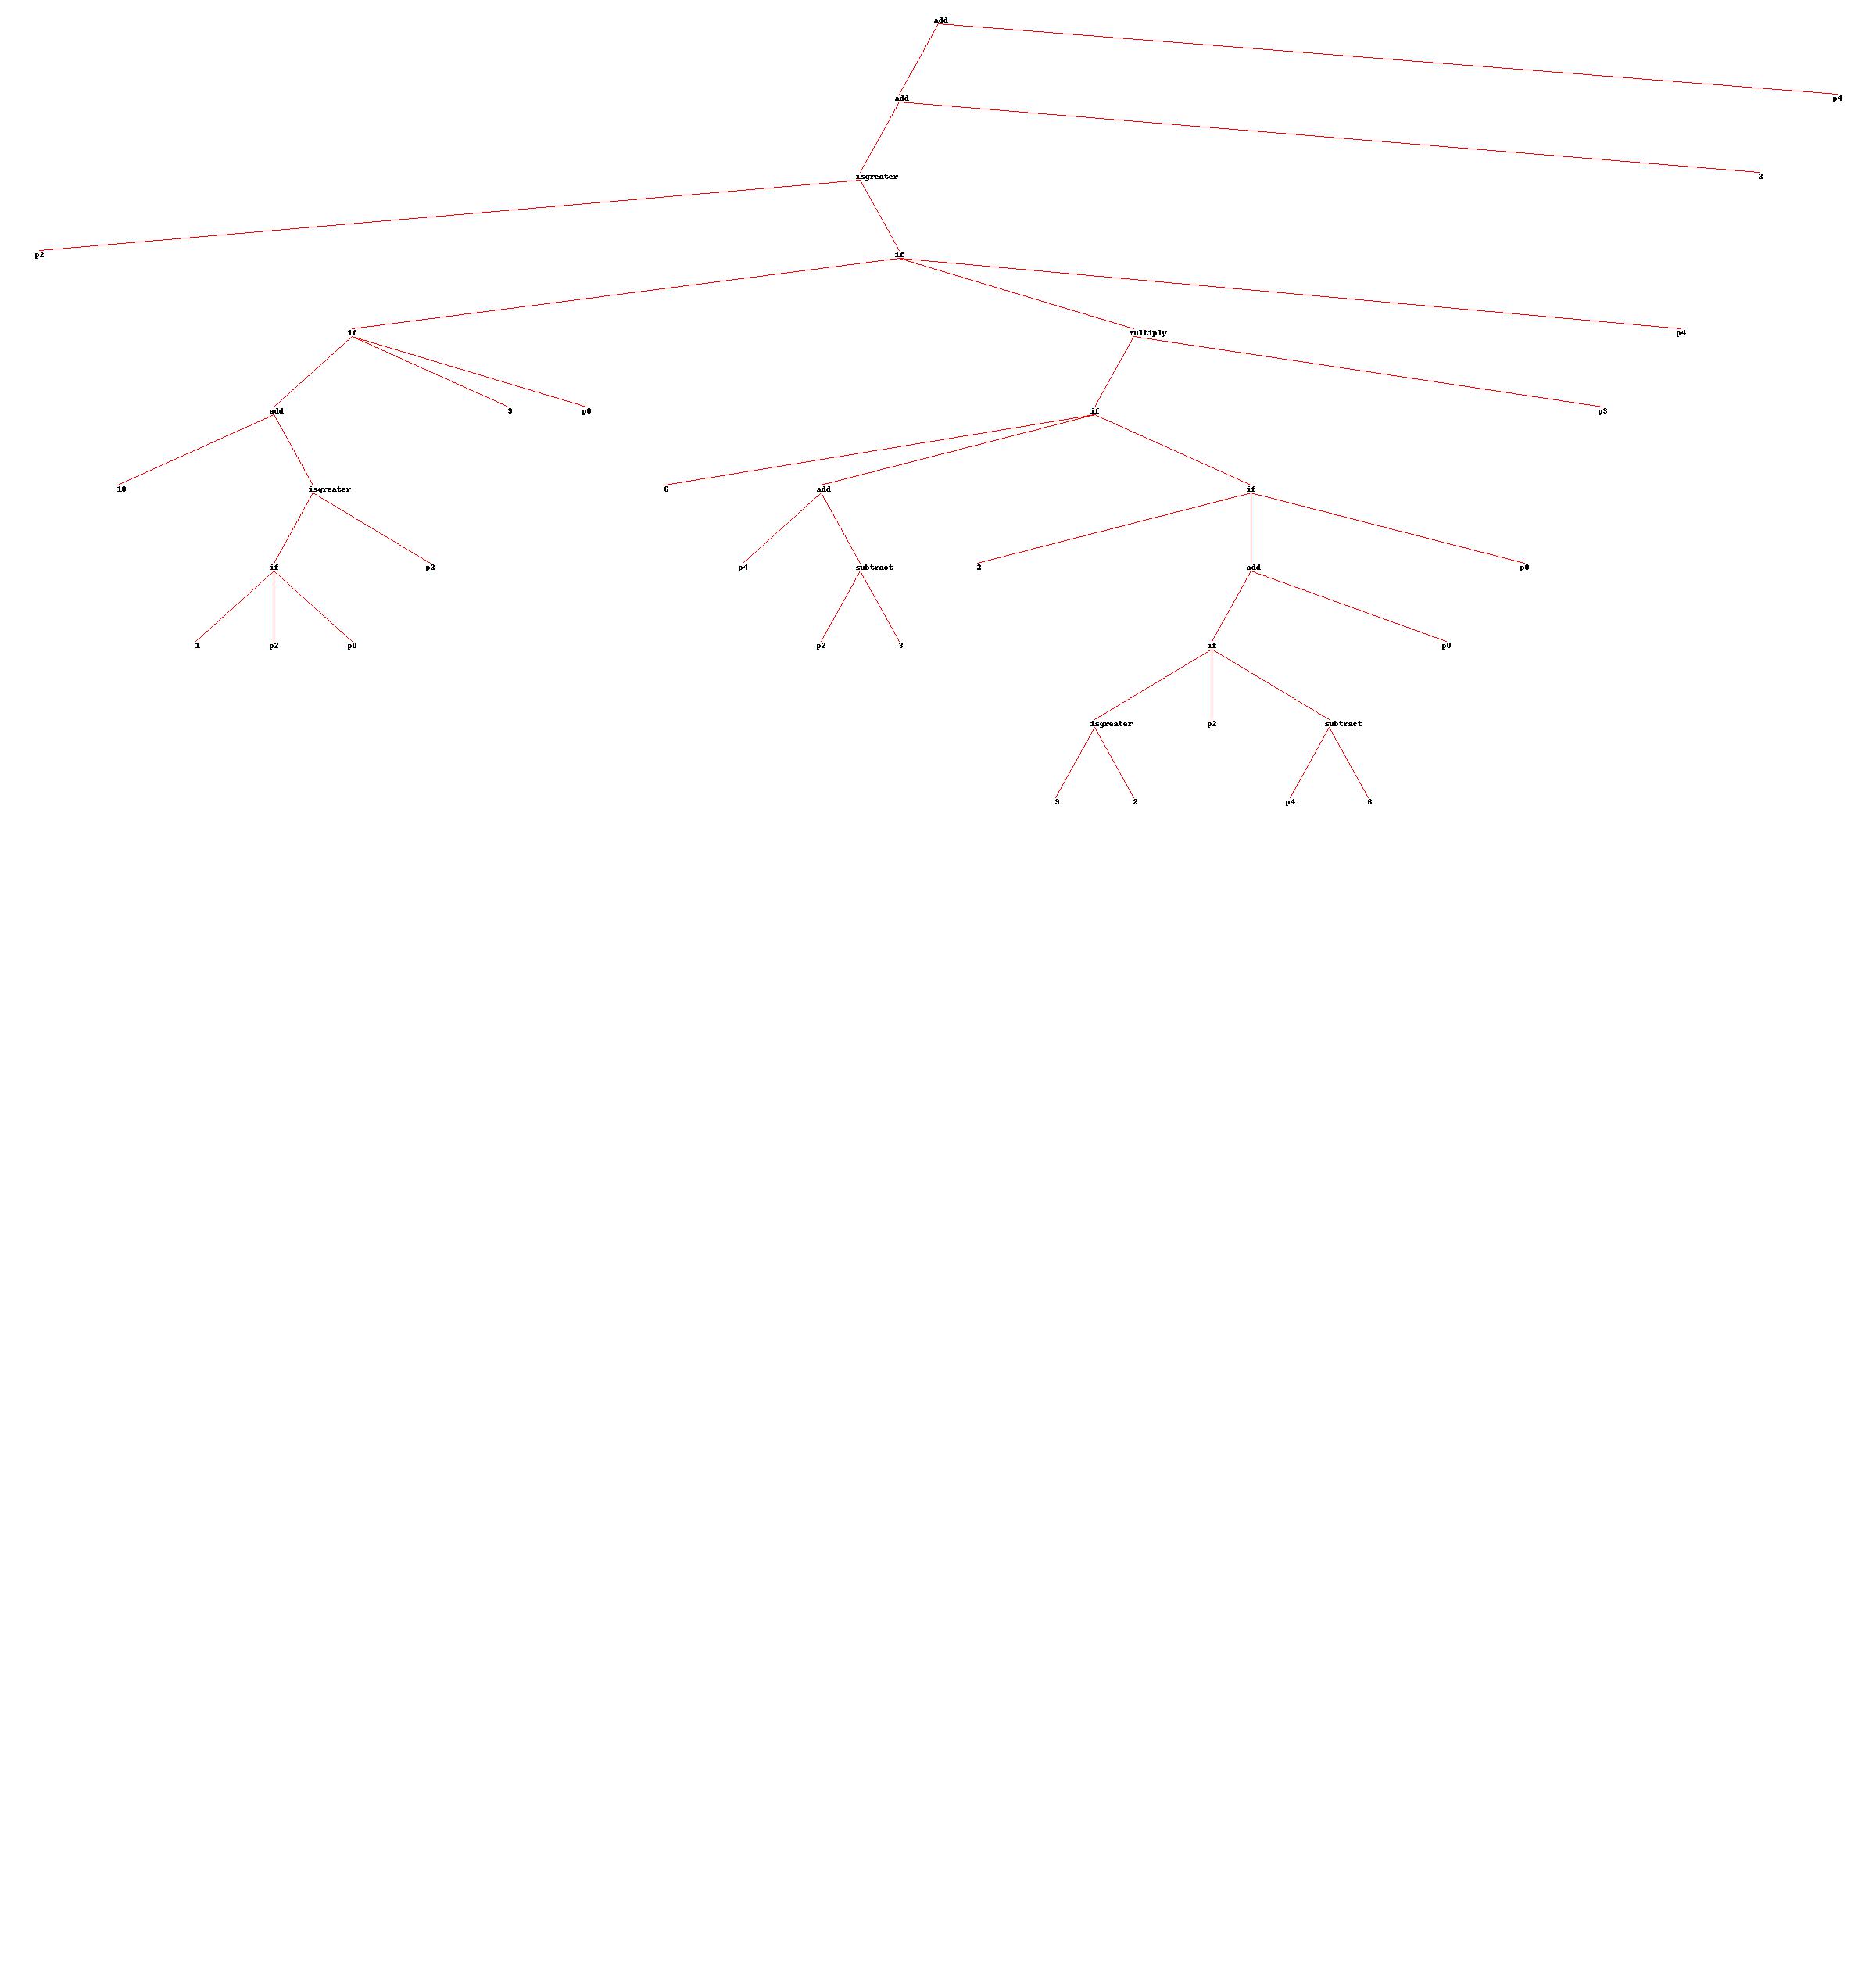 add
add p4
isgreater 2
p2 if
if multiply p4
add 9 p0 if p3
10 isgreater 6 add if
if p2 p4 subtract 2 add p0
1 p2 p0 p2 3 if p0
isgreater p2 subtract
9 2 p4 6